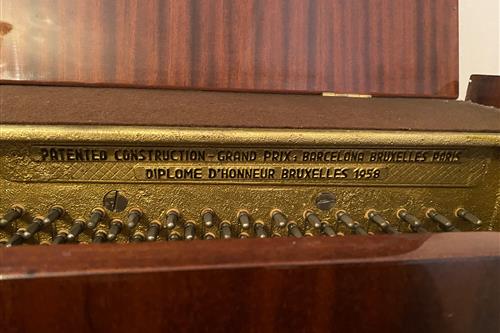 PATENTED CONSTRUCTION - GRAND PRIX: BARCELONA BRUXELLES PARIS
DIPLOME D'HONNEUR BRUXELLES 1958